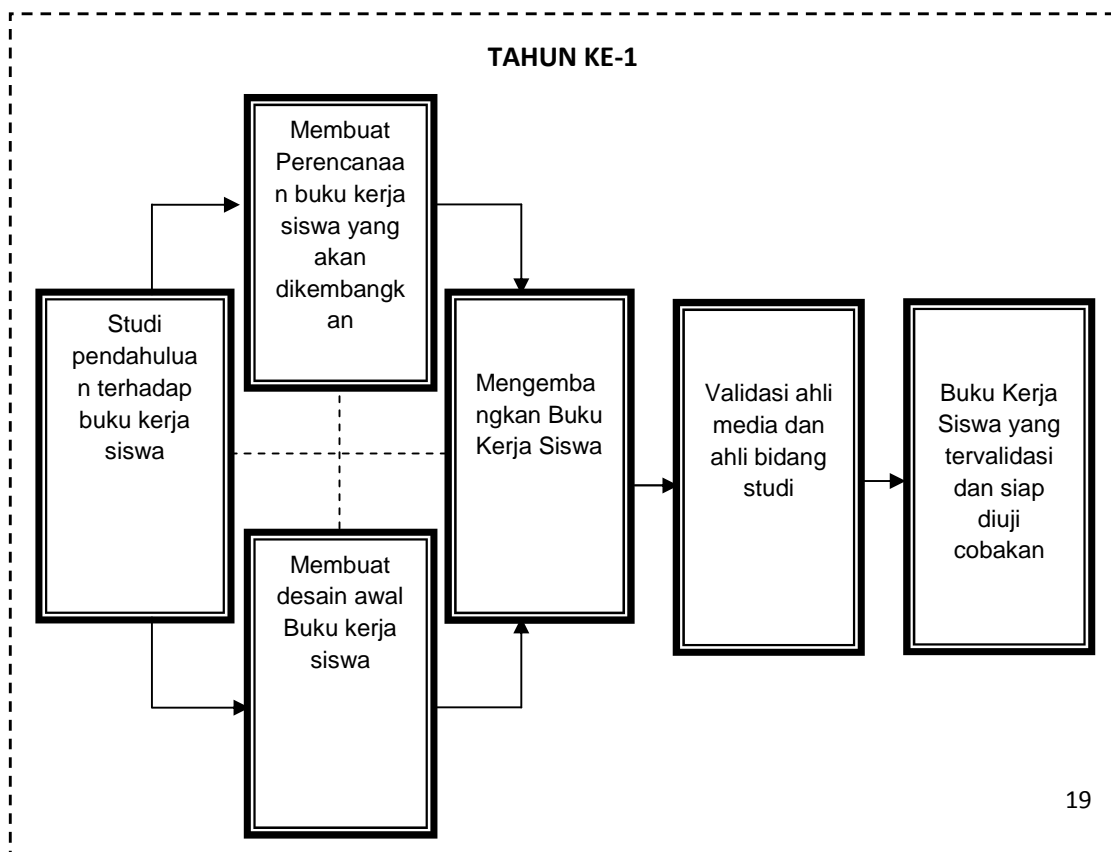 TAHUN KE-1
Membuat
Perencanaa
n buku kerja
siswa yang
akan
dikembangk
an
Studi
pendahulua
n terhadap
buku kerja
siswa
Mengemba
ngkan Buku
Kerja Siswa
Validasi ahli
media dan
ahli bidang
studi
Buku Kerja
Siswa yang
tervalidasi
dan siap
diuji
cobakan
Membuat
desain awal
Buku kerja
siswa
19